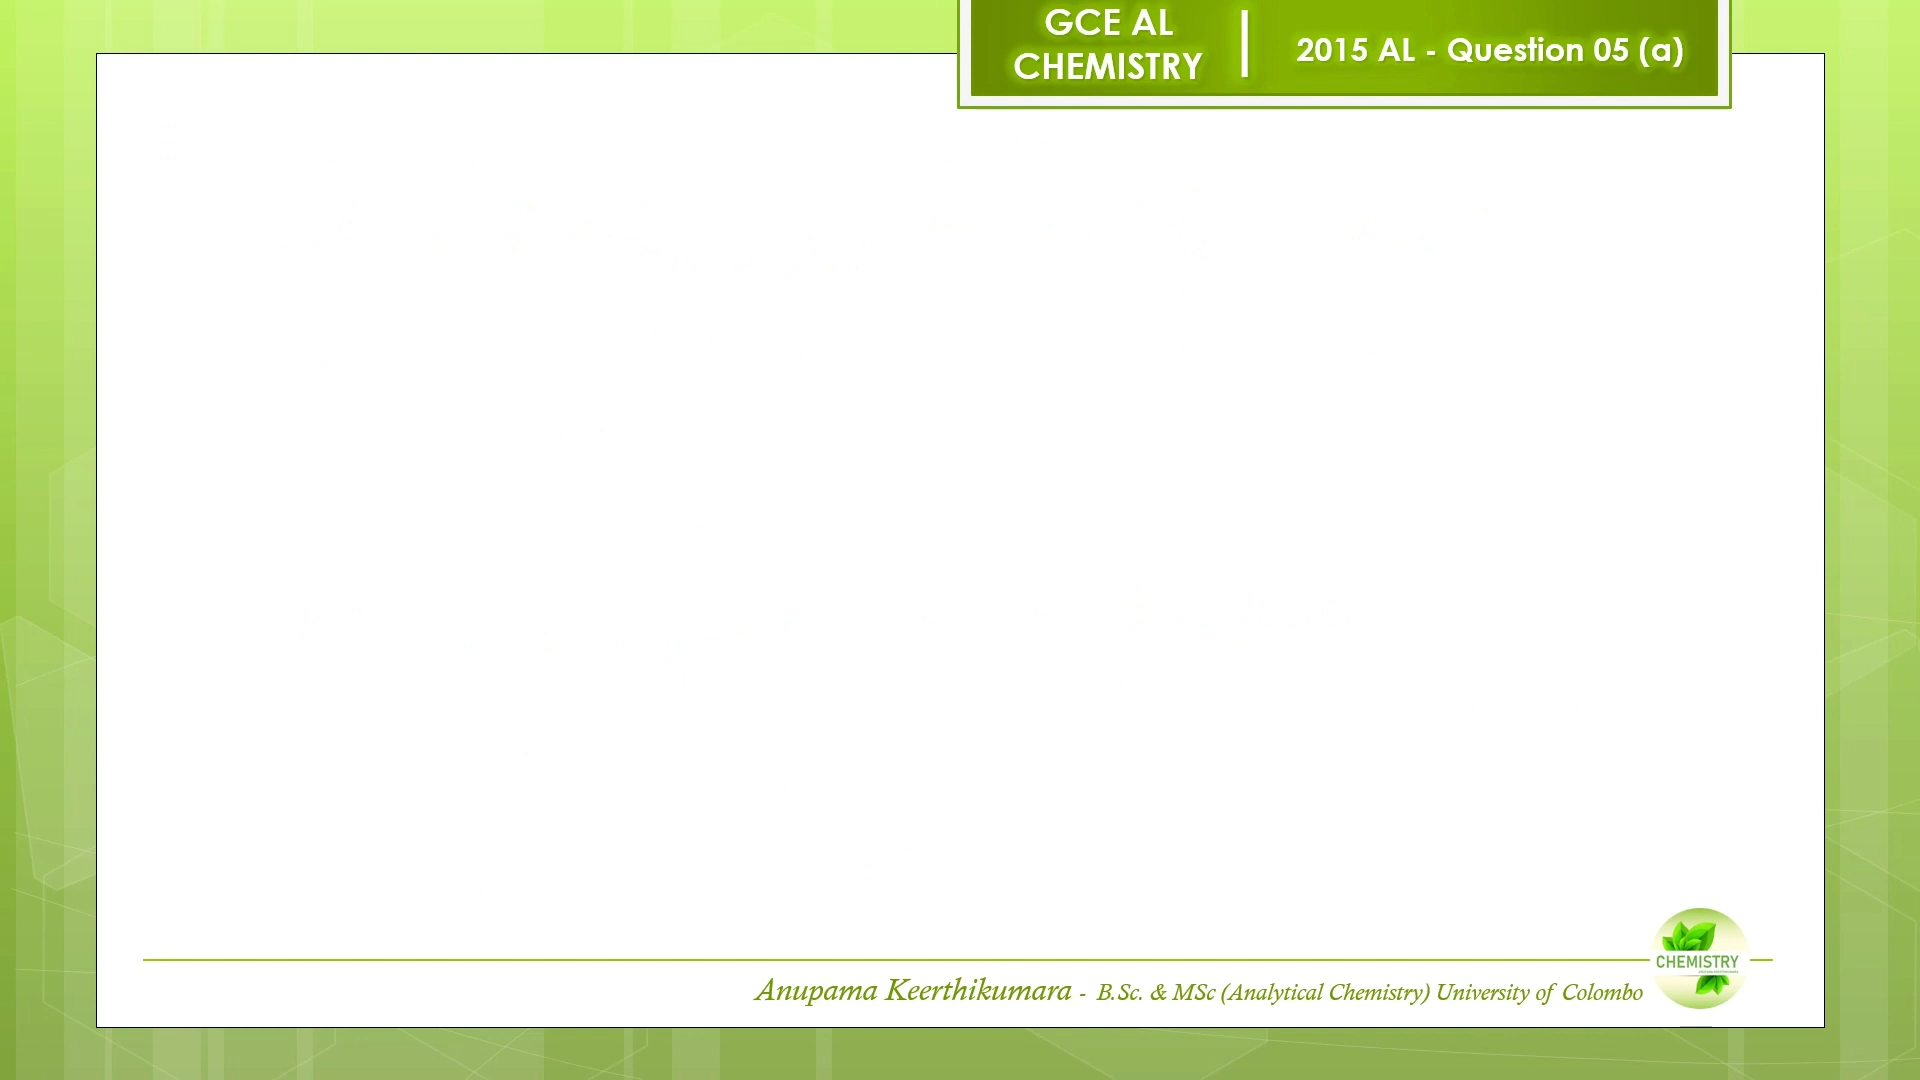 GCE AL
CHEMISTRY
2015 AL - Question 05 (a)
CHEMISTRY
Anupama Keerthikumara - B.Sc. & MSc (Analytical Chemistry) University of Colombo